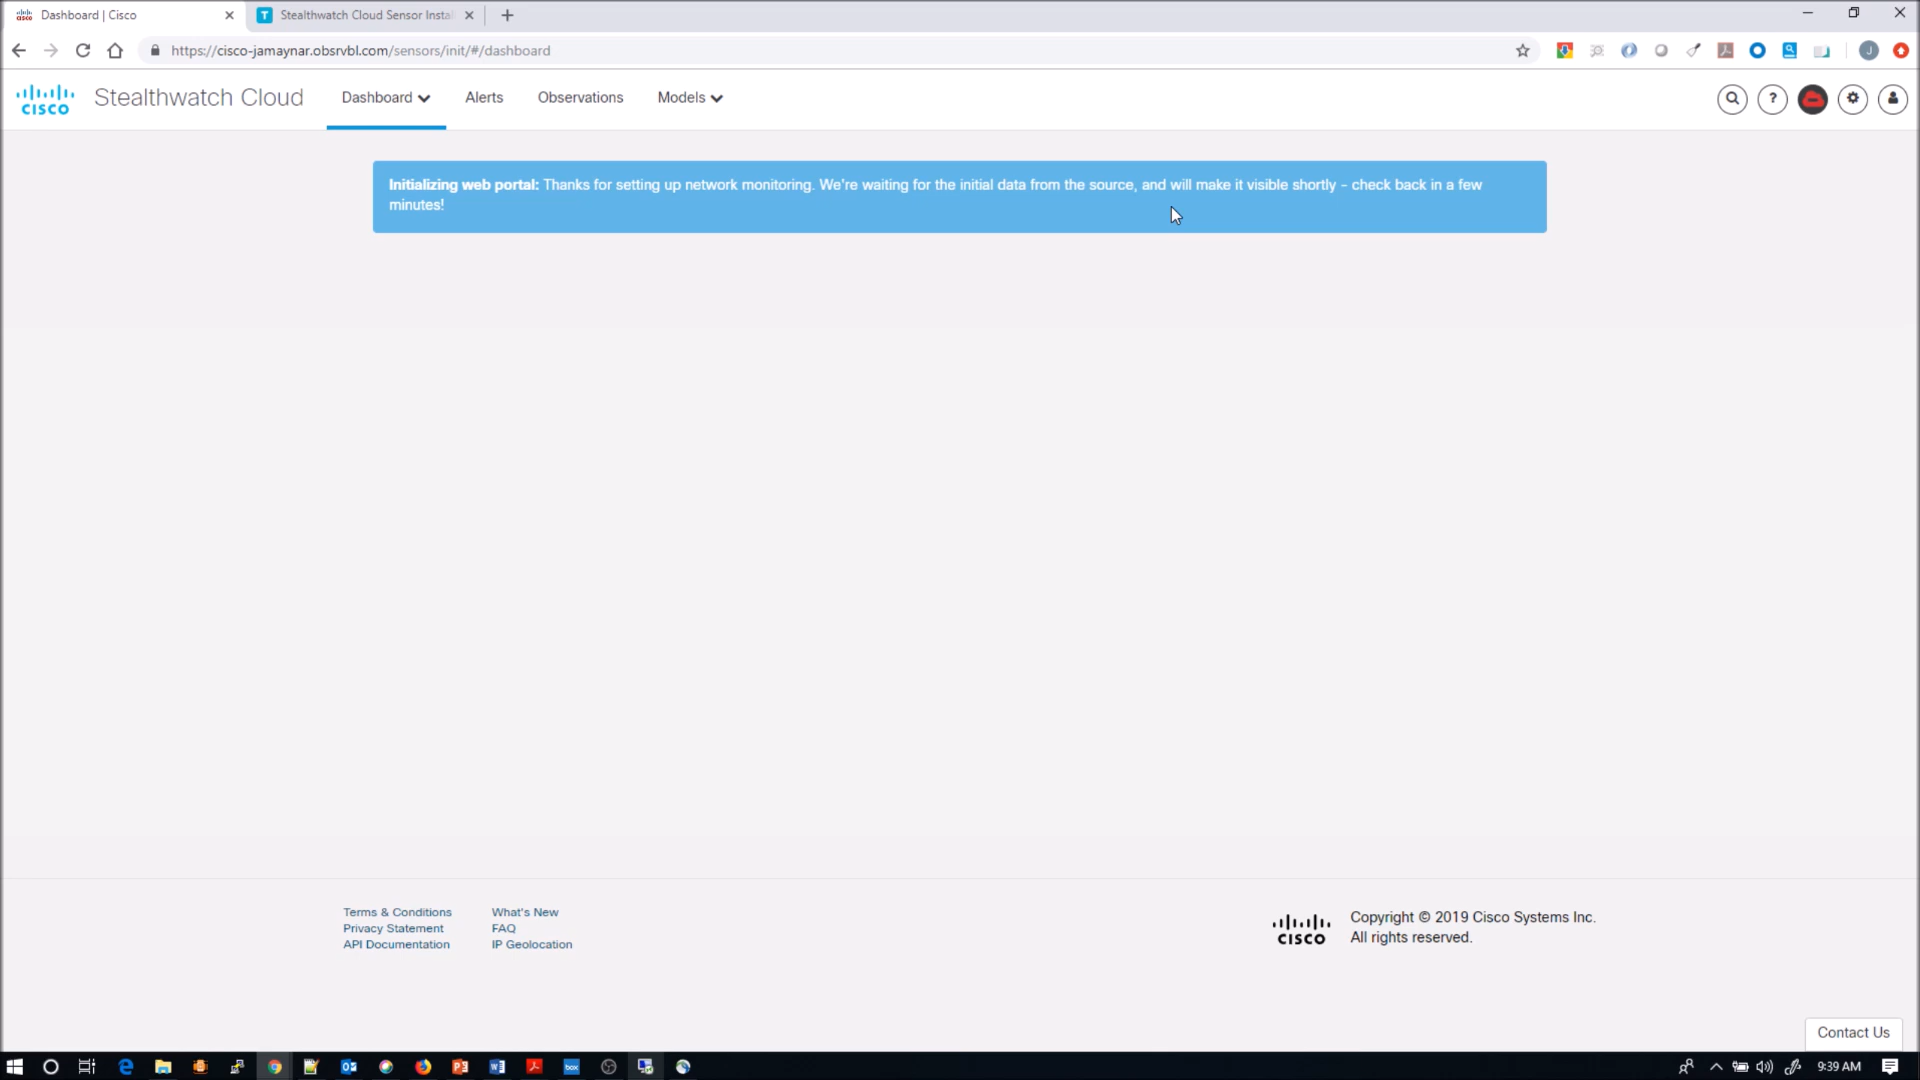 Dashboard | Cisco
Stealthwatch Cloud Sensor Insta
https://cisco-jamaynar.obsrvbl.com/sensors/init/#/dashboard
J
CISCO Stealthwatch Cloud Dashboard Alerts Observations Models ?
Initializing web portal: Thanks for setting up network monitoring. We're waiting for the initial data from the source, and will make it visible shortly - check back in a few
minutes!
Terms & Conditions What's New
Privacy Statement FAQ
API Documentation IP Geolocation
CISCO
Copyright © 2019 Cisco Systems Inc.
All rights reserved.
Contact Us
9:39 AM